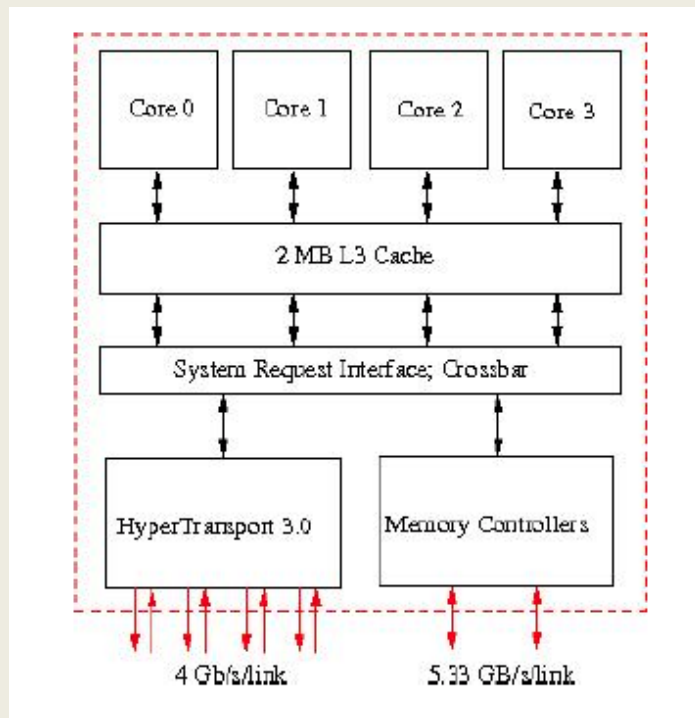 Core 0
Core 1
Core 2
Core 3
2 MB L3 Cache
System Request Interface; Crossbar
HyperTransport 3.0
Memory Controllers
4 Gb/s/link
5.33 GB/s/link